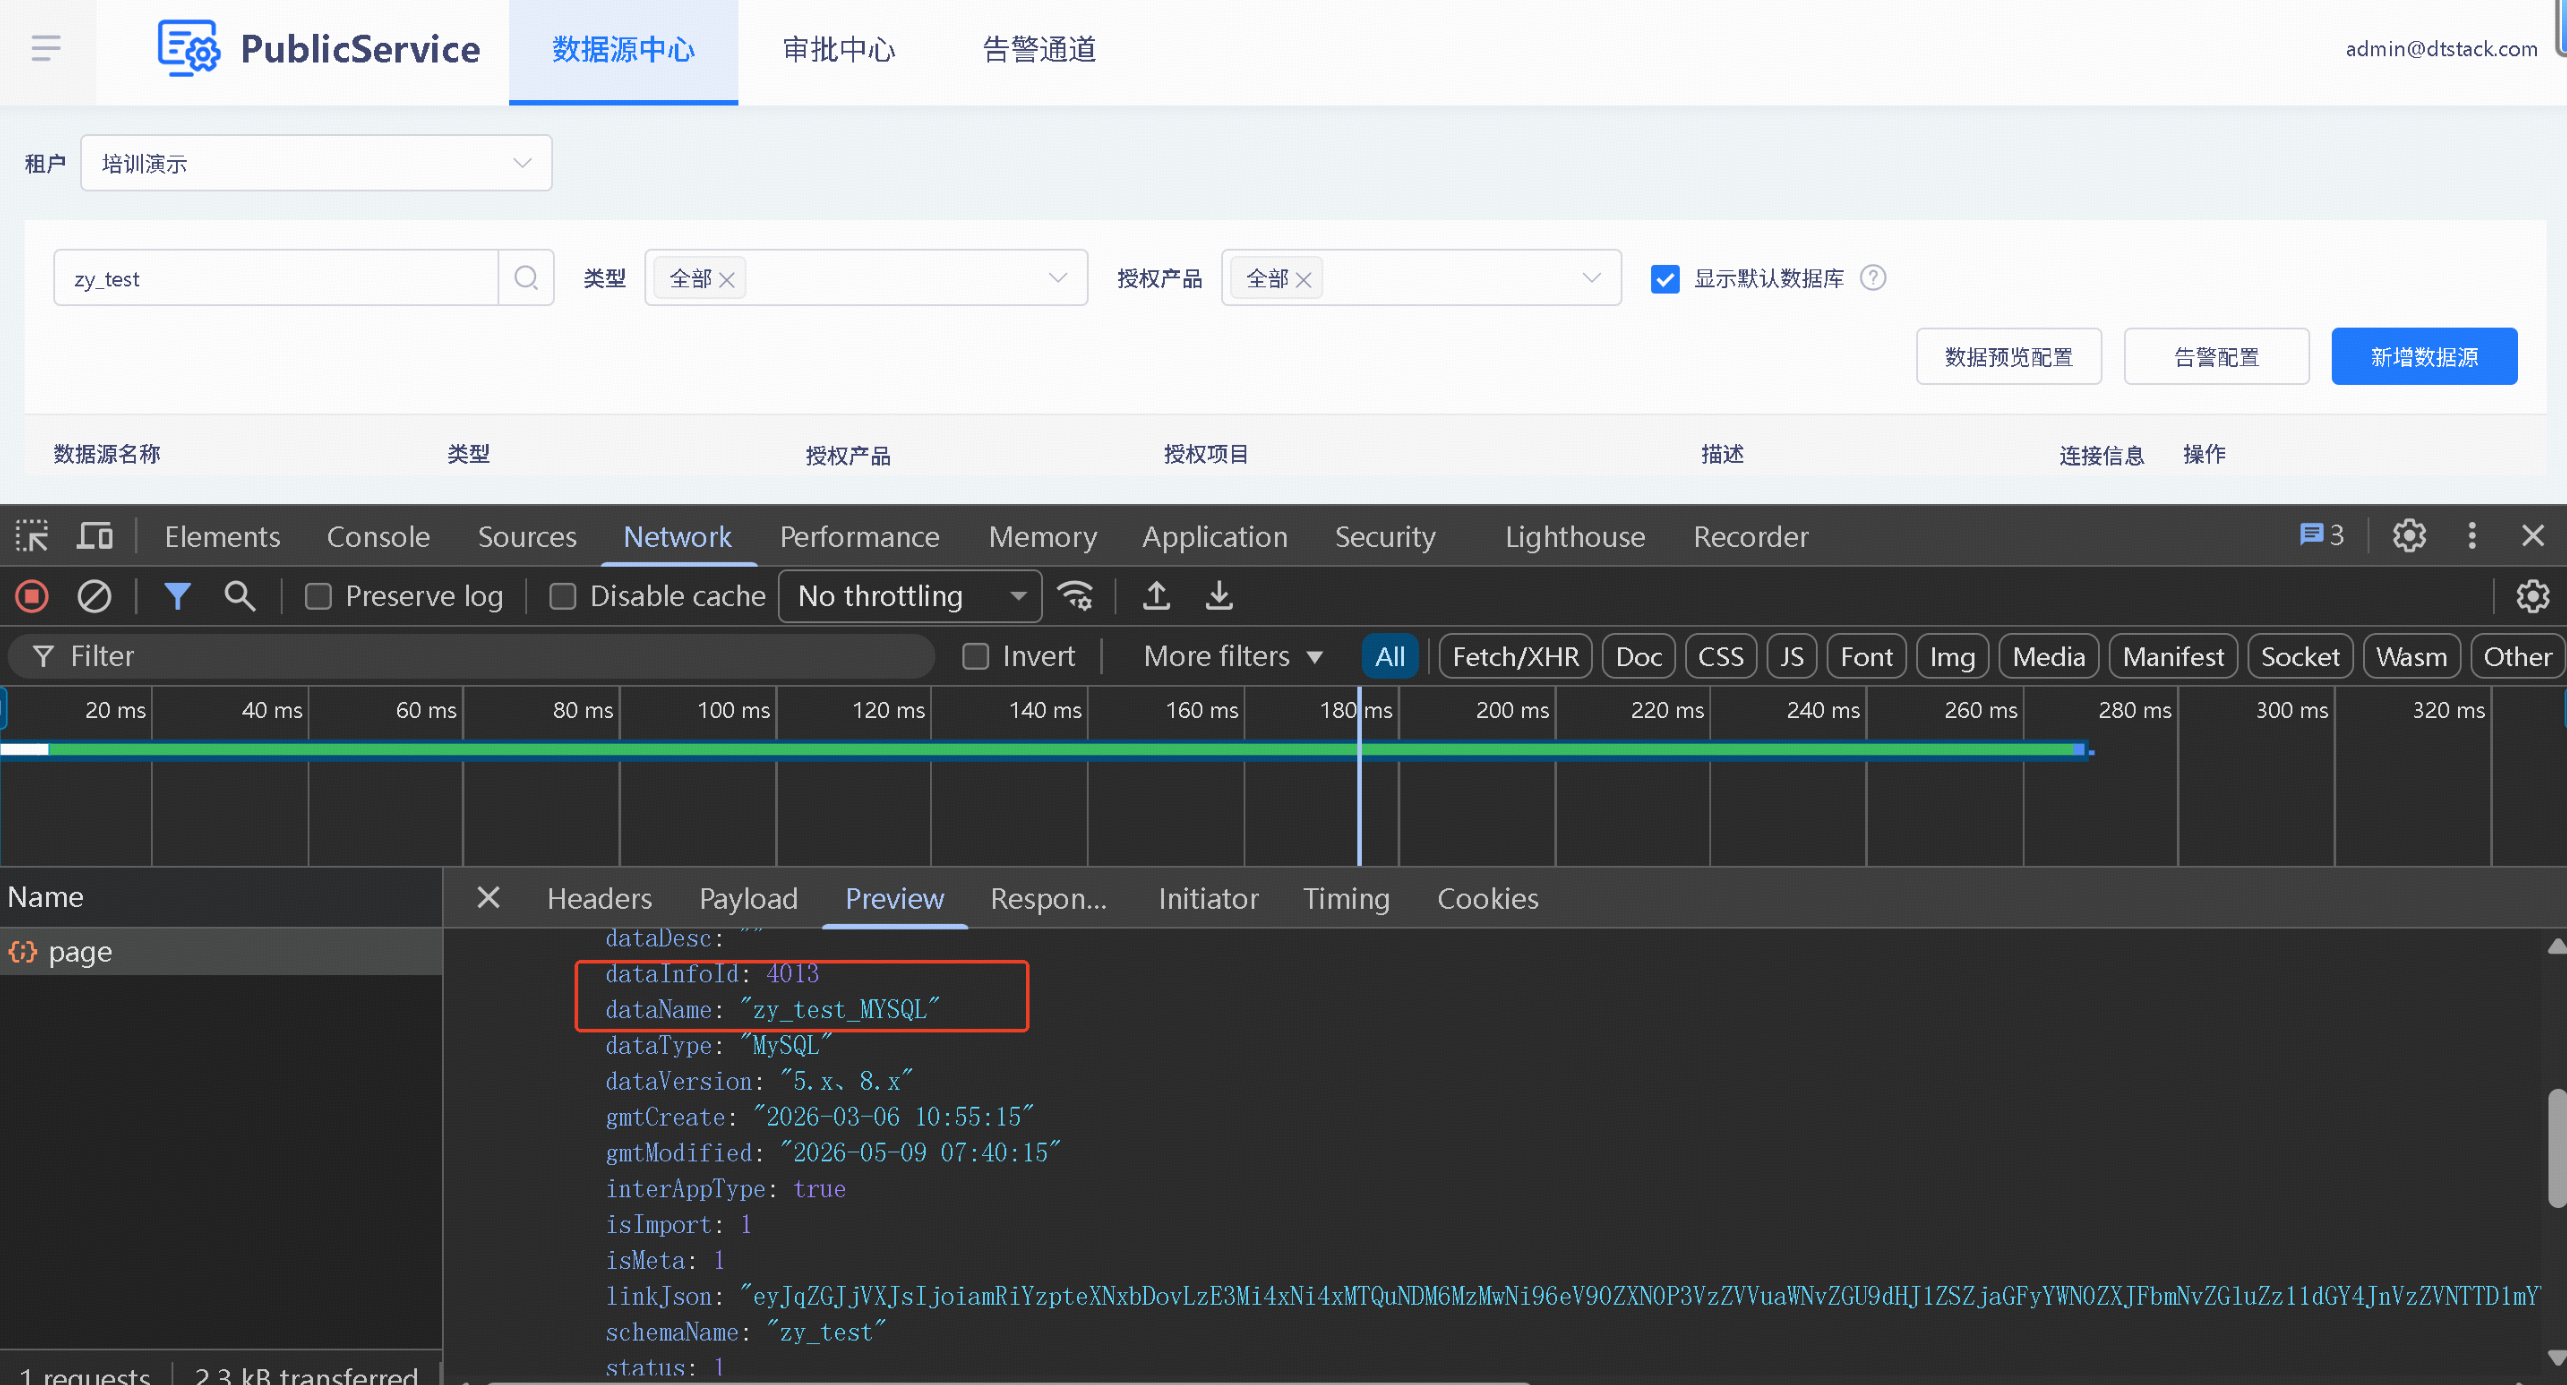 PublicService 数据源中心 审批中心 告警通道 admin@dtstack.com
租户 培训演示
zy_test 类型 全部 授权产品 全部 显示默认数据库
数据预览配置 告警配置 新增数据源
数据源名称 类型 授权产品 授权项目 描述 连接信息 操作
Elements Console Sources Network Performance Memory Application Security Lighthouse Recorder 3
Preserve log Disable cache No throttling
Filter Invert More filters All Fetch/XHR Doc CSS JS Font Img Media Manifest Socket Wasm Other
20 ms 40 ms 60 ms 80 ms 100 ms 120 ms 140 ms 160 ms 180 ms 200 ms 220 ms 240 ms 260 ms 280 ms 300 ms 320 ms
Name Headers Payload Preview Respon... Initiator Timing Cookies
page
dataDesc: ""
dataInfoId: 4013
dataName: "zy_test_MYSQL"
dataType: "MySQL"
dataVersion: "5.x、8.x"
gmtCreate: "2026-03-06 10:55:15"
gmtModified: "2026-05-09 07:40:15"
interAppType: true
isImport: 1
isMeta: 1
linkJson: "eyJqZGJjVXJsIjoiamRiYzpteXNxbDovLzE3Mi4xNi4xMTQuNDM6MzMwNi96eV90ZXN0P3VzZVVuaWNvZGU9dHJ1ZSZjaGFyYWN0ZXJFbmNvZGluZz11dGY4JnVzZVNTTD1mY
schemaName: "zy_test"
status: 1
1 requests 2.3 kB transferred